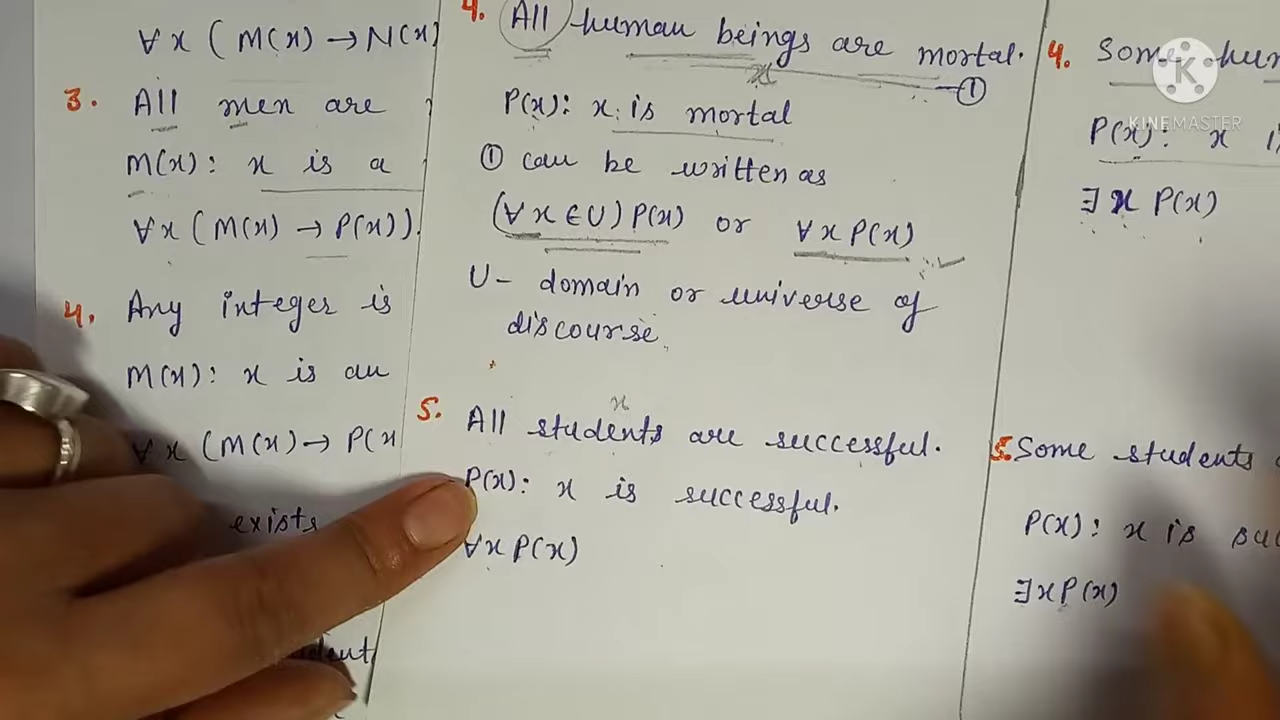 ∀x (M(x) → N(x)
3. All men are
M(x): x is a
∀x (M(x) → P(x)).
4. Any integer is
M(x): x is an
∀x (M(x) → P(x
exists
4. All human beings are mortal.
x
①
P(x): x is mortal
① can be written as
(∀x ∈ U) P(x) or ∀x P(x)
U - domain or universe of
discourse.
x
5. All students are successful.
P(x): x is successful.
∀x P(x)
4. Some hum
P(x): x i
∃ x P(x)
5. Some students
P(x): x is suc
∃x P(x)
K
KINEMASTER